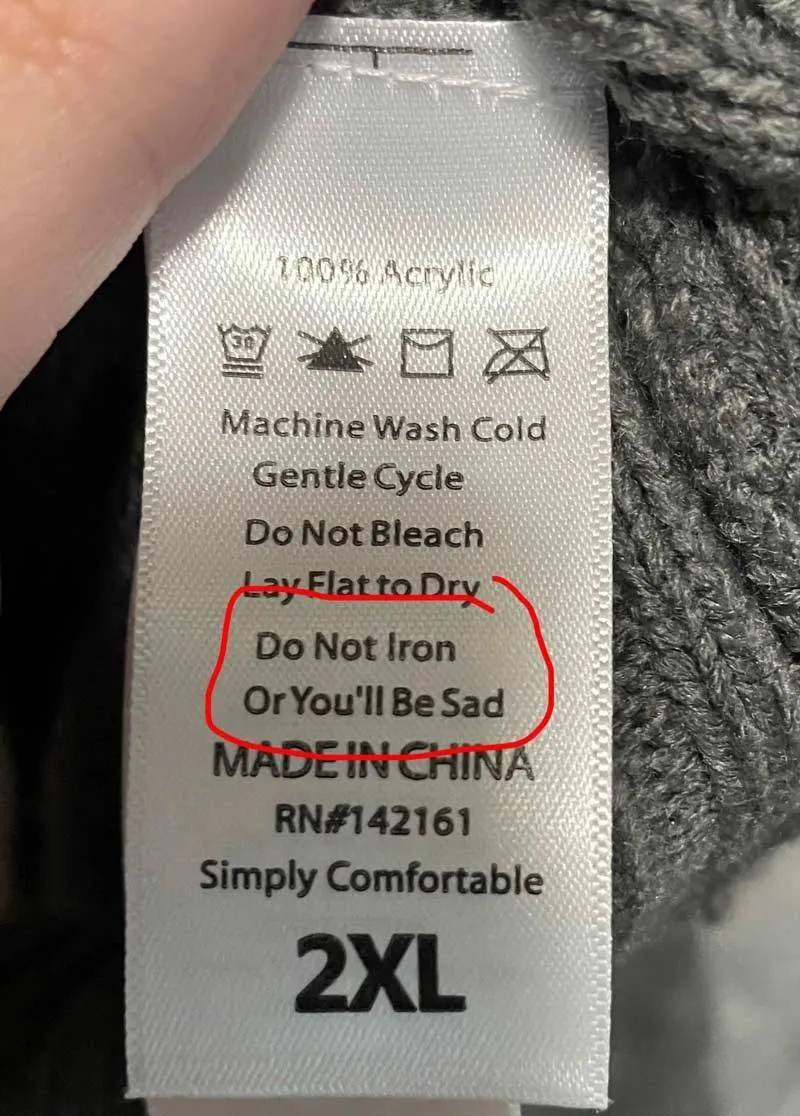 100% Acrylic
30
Machine Wash Cold
Gentle Cycle
Do Not Bleach
Lay Flat to Dry
Do Not Iron
Or You'll Be Sad
MADE IN CHINA
RN#142161
Simply Comfortable
2XL